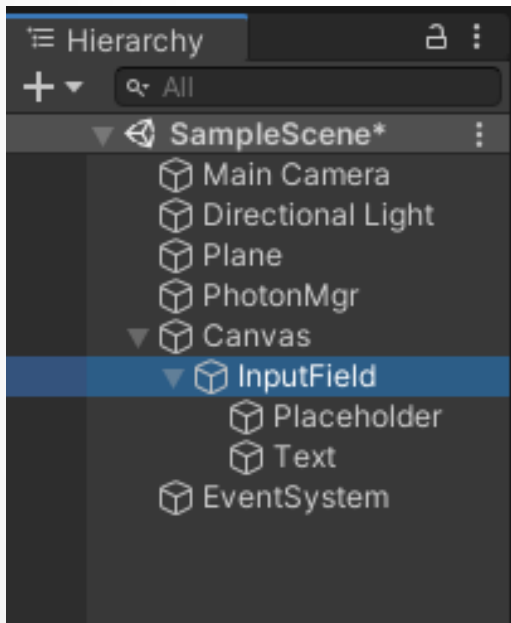 Hierarchy
All
SampleScene*
Main Camera
Directional Light
Plane
PhotonMgr
Canvas
InputField
Placeholder
Text
EventSystem